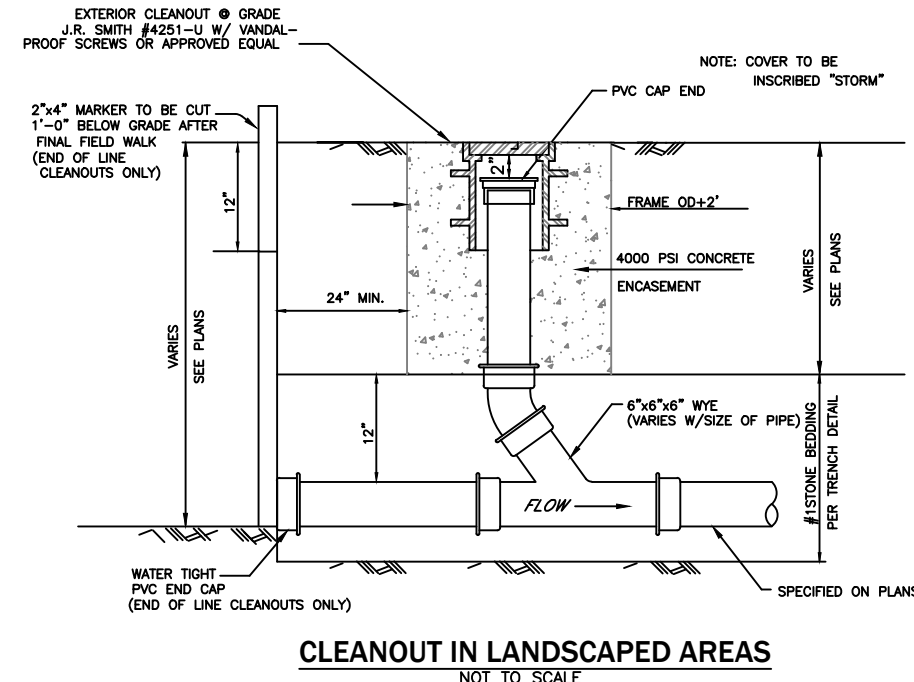 EXTERIOR CLEANOUT @ GRADE
J.R. SMITH #4251-U W/ VANDAL-
PROOF SCREWS OR APPROVED EQUAL
NOTE: COVER TO BE
INSCRIBED "STORM"
PVC CAP END
2"x4" MARKER TO BE CUT
1'-0" BELOW GRADE AFTER
FINAL FIELD WALK
(END OF LINE
CLEANOUTS ONLY)
2"
12"
FRAME OD+2'
4000 PSI CONCRETE
ENCASEMENT
VARIES
SEE PLANS
24" MIN.
VARIES
SEE PLANS
12"
6"x6"x6" WYE
(VARIES W/SIZE OF PIPE)
#1STONE BEDDING
PER TRENCH DETAIL
FLOW
WATER TIGHT
PVC END CAP
(END OF LINE CLEANOUTS ONLY)
SPECIFIED ON PLANS
CLEANOUT IN LANDSCAPED AREAS
NOT TO SCALE